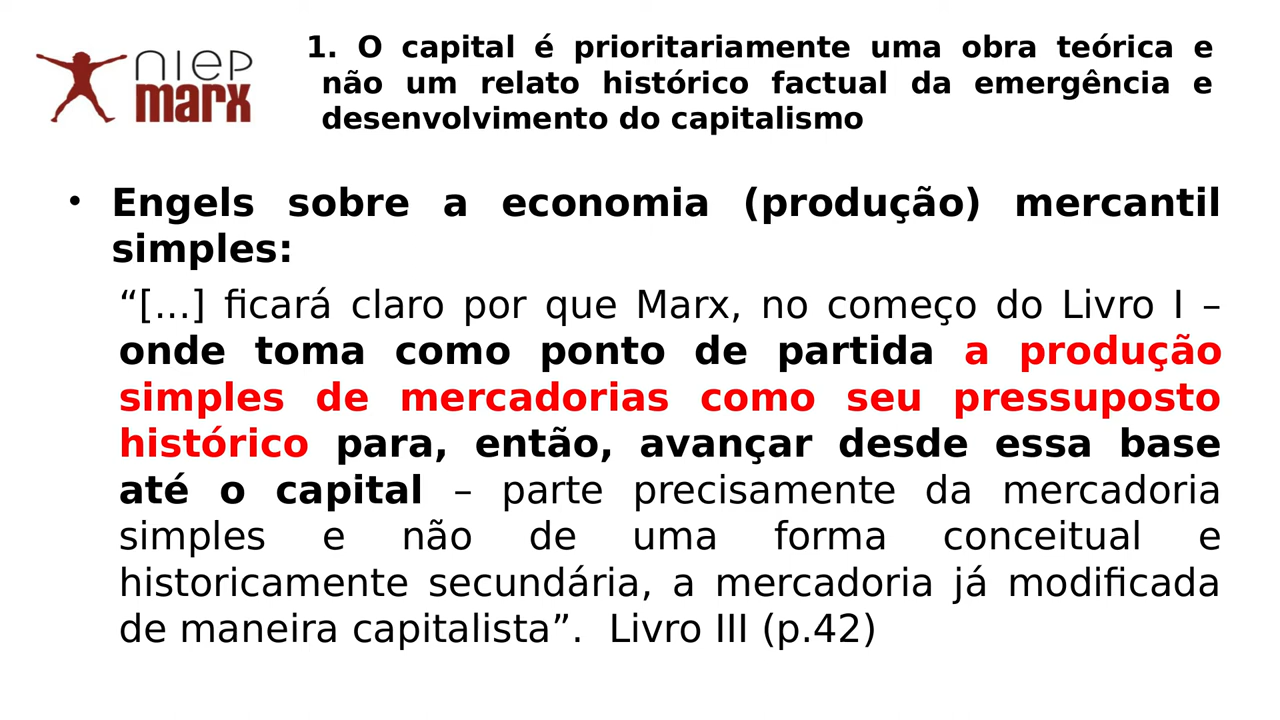 NIEP
marx
1. O capital é prioritariamente uma obra teórica e
não um relato histórico factual da emergência e
desenvolvimento do capitalismo
• Engels sobre a economia (produção) mercantil
simples:
“[...] ficará claro por que Marx, no começo do Livro I –
onde toma como ponto de partida a produção
simples de mercadorias como seu pressuposto
histórico para, então, avançar desde essa base
até o capital – parte precisamente da mercadoria
simples e não de uma forma conceitual e
historicamente secundária, a mercadoria já modificada
de maneira capitalista”. Livro III (p.42)